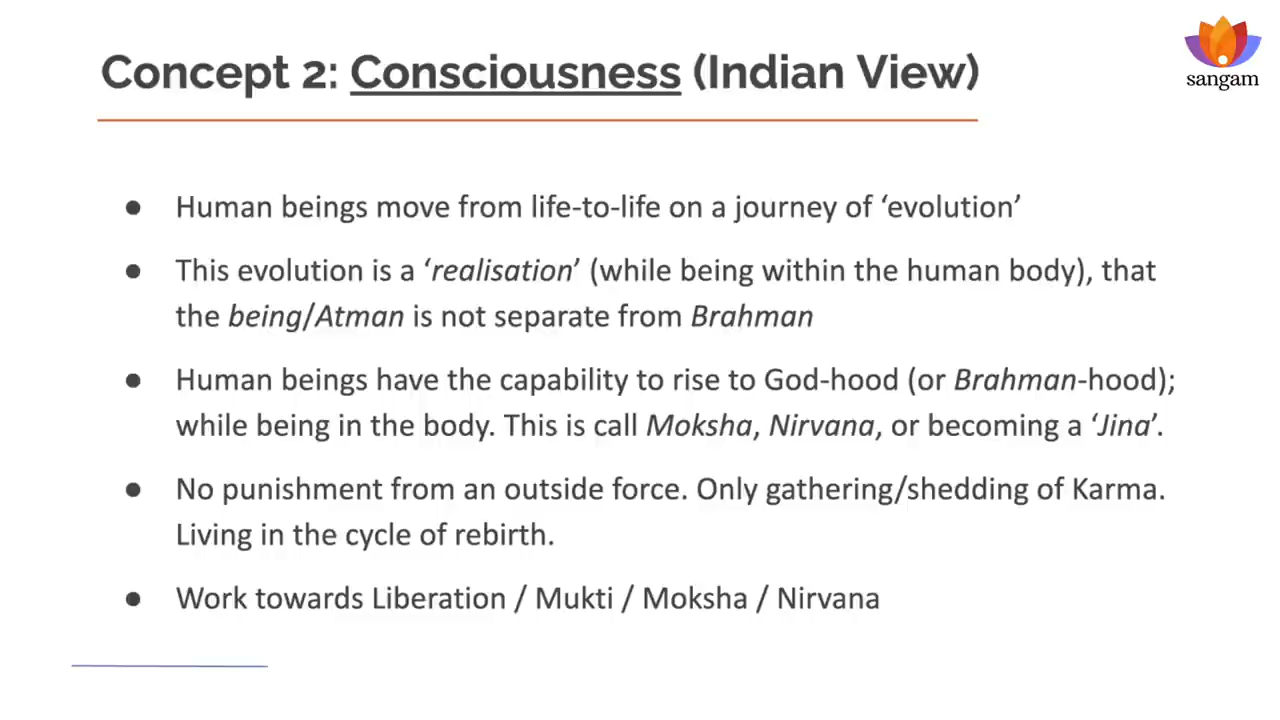 Concept 2: Consciousness (Indian View)
sangam
● Human beings move from life-to-life on a journey of ‘evolution’
● This evolution is a ‘realisation’ (while being within the human body), that
the being/Atman is not separate from Brahman
● Human beings have the capability to rise to God-hood (or Brahman-hood);
while being in the body. This is call Moksha, Nirvana, or becoming a ‘Jina’.
● No punishment from an outside force. Only gathering/shedding of Karma.
Living in the cycle of rebirth.
● Work towards Liberation / Mukti / Moksha / Nirvana